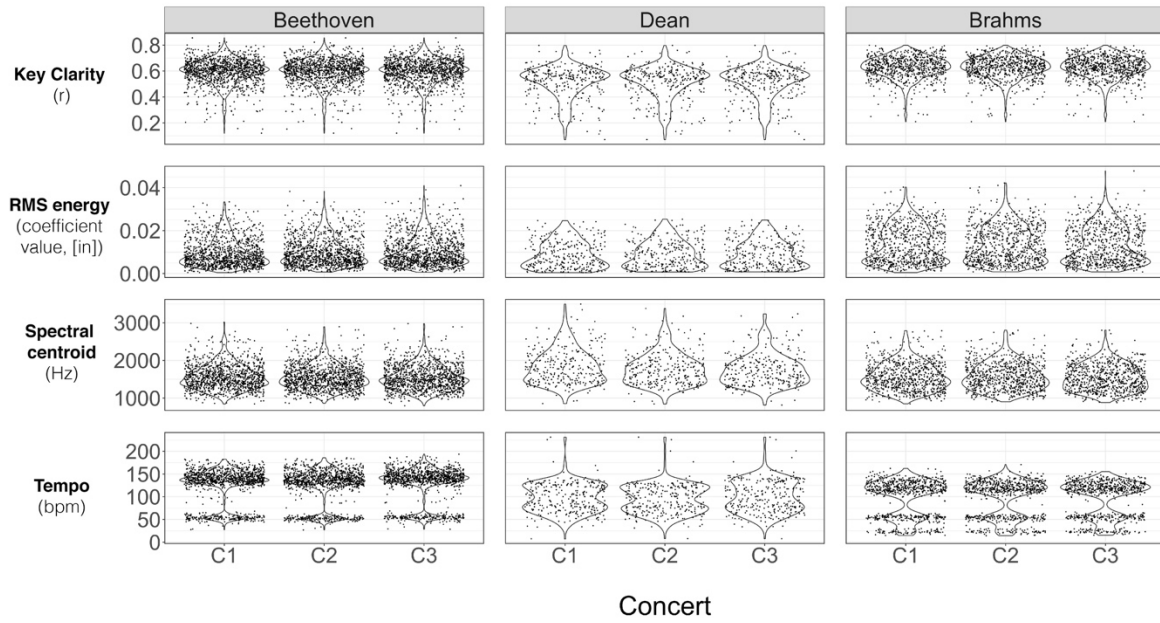 Beethoven Dean Brahms
Key Clarity
(r)
0.8
0.6
0.4
0.2
RMS energy
(coefficient
value, [in])
0.04
0.02
0.00
Spectral
centroid
(Hz)
3000
2000
1000
Tempo
(bpm)
200
150
100
50
0
C1 C2 C3 C1 C2 C3 C1 C2 C3
Concert